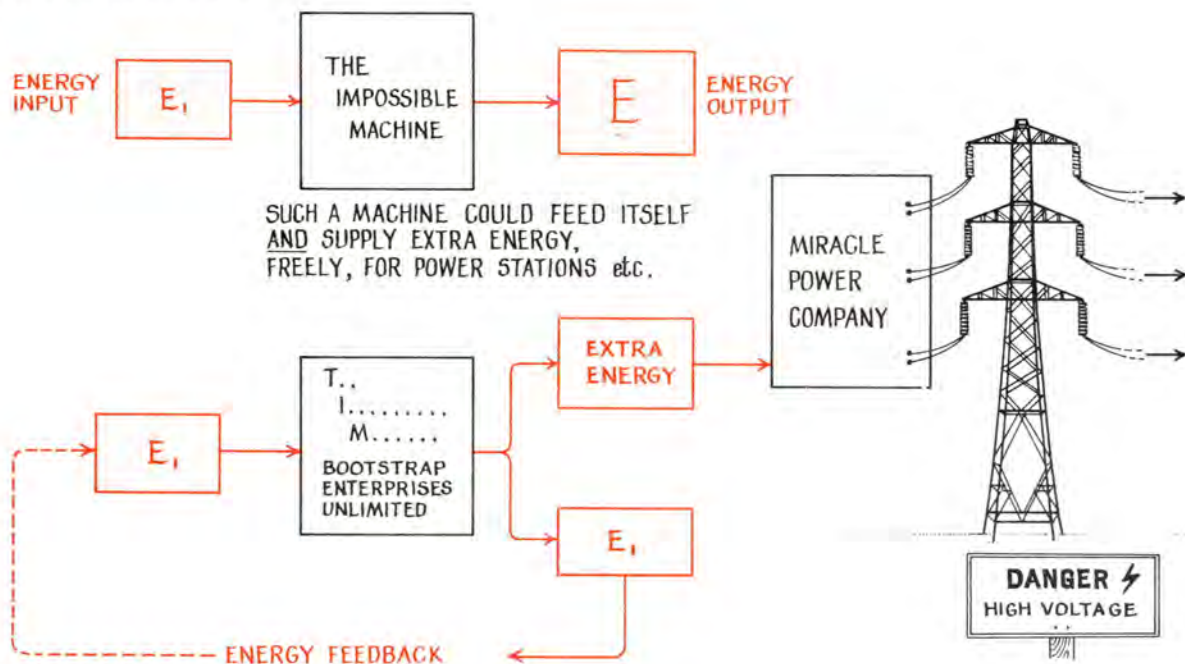 ENERGY
INPUT
E₁
THE
IMPOSSIBLE
MACHINE
E
ENERGY
OUTPUT
SUCH A MACHINE COULD FEED ITSELF
AND SUPPLY EXTRA ENERGY,
FREELY, FOR POWER STATIONS etc.
MIRACLE
POWER
COMPANY
EXTRA
ENERGY
E₁
T..
I.........
M......
BOOTSTRAP
ENTERPRISES
UNLIMITED
E₁
ENERGY FEEDBACK
DANGER
HIGH VOLTAGE